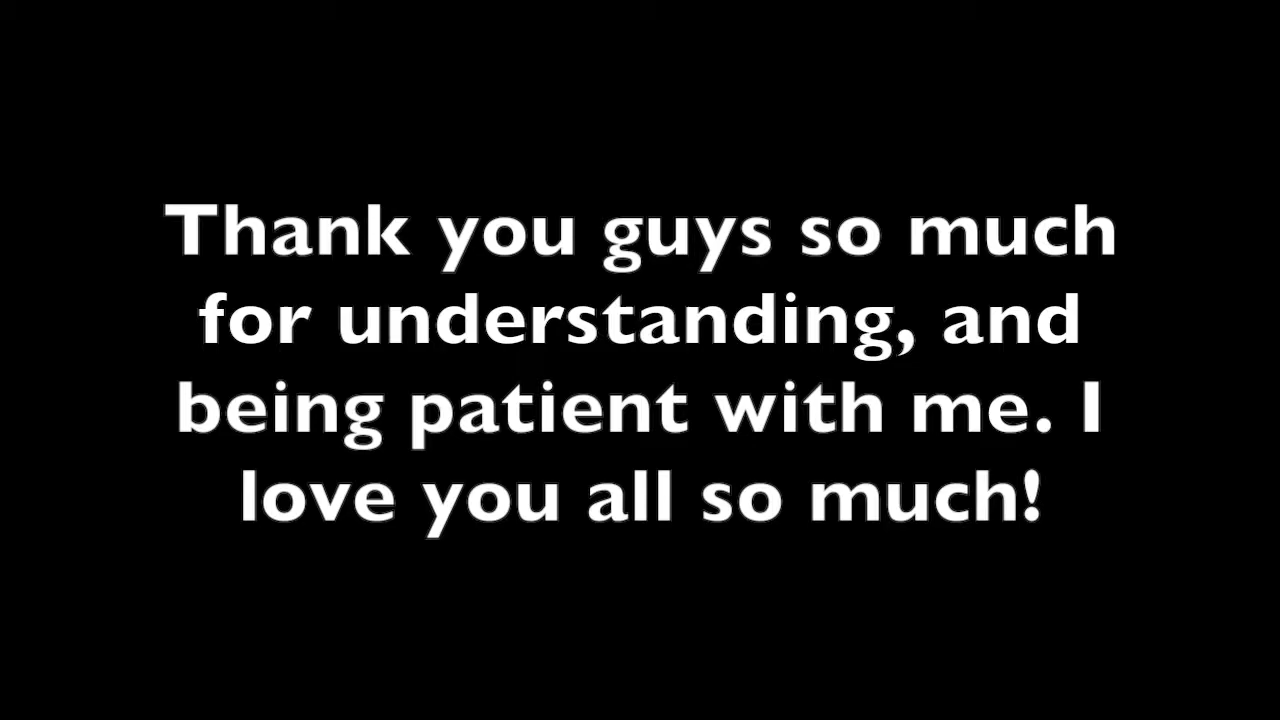 Thank you guys so much
for understanding, and
being patient with me. I
love you all so much!